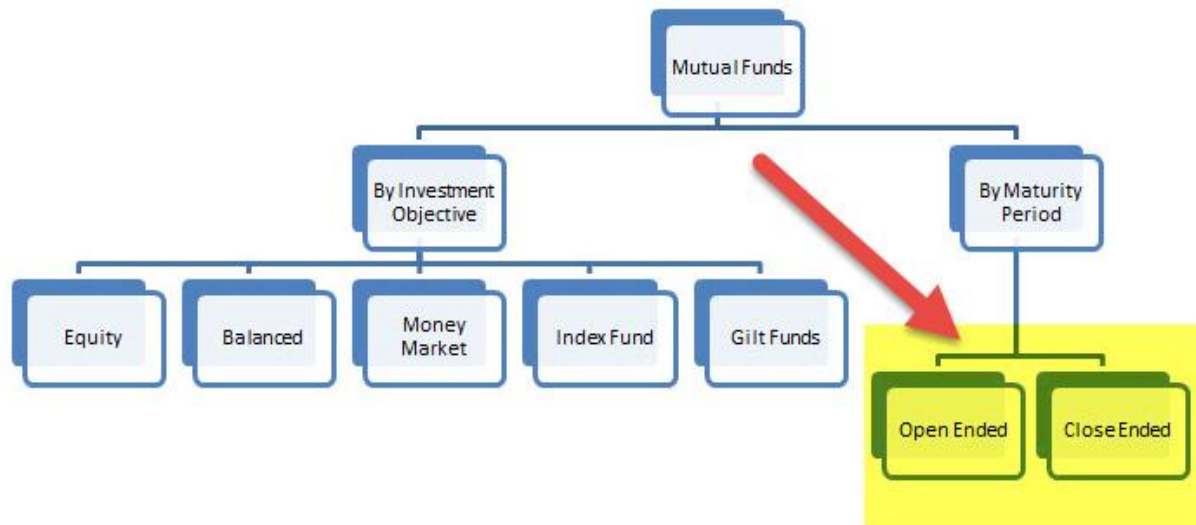 Mutual Funds
By Investment
Objective
By Maturity
Period
Equity
Balanced
Money
Market
Index Fund
Gilt Funds
Open Ended
Close Ended